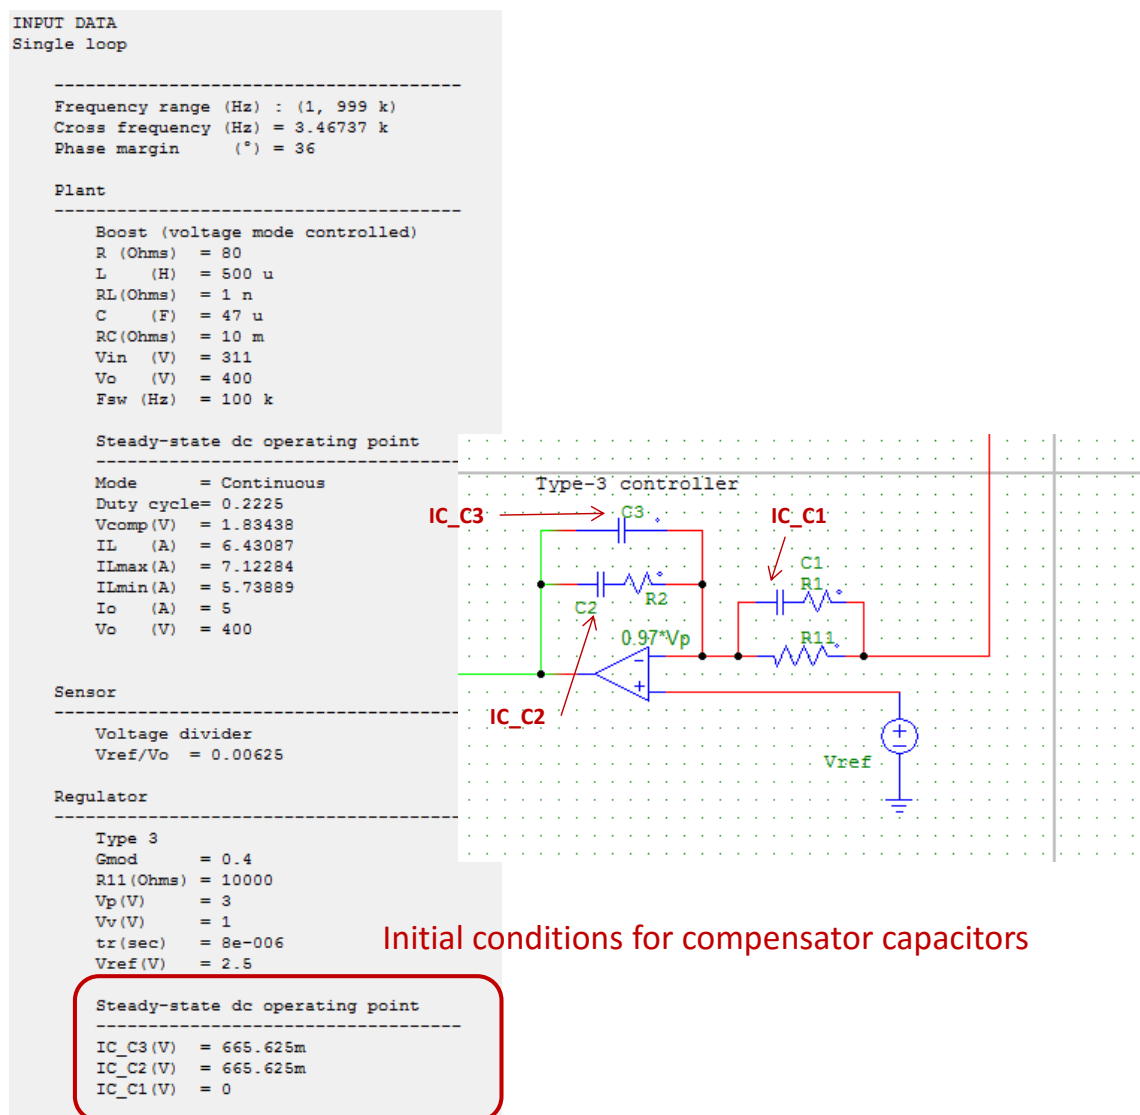 INPUT DATA
Single loop
---------------------------------------
Frequency range (Hz) : (1, 999 k)
Cross frequency (Hz) = 3.46737 k
Phase margin     (°) = 36
Plant
---------------------------------------
Boost (voltage mode controlled)
R (Ohms)  = 80
L    (H)  = 500 u
RL(Ohms)  = 1 n
C    (F)  = 47 u
RC(Ohms)  = 10 m
Vin  (V)  = 311
Vo   (V)  = 400
Fsw (Hz)  = 100 k
Steady-state dc operating point
-----------------------------------
Mode      = Continuous
Duty cycle= 0.2225
Vcomp(V)  = 1.83438
IL   (A)  = 6.43087
ILmax(A)  = 7.12284
ILmin(A)  = 5.73889
Io   (A)  = 5
Vo   (V)  = 400
Sensor
---------------------------------------
Voltage divider
Vref/Vo  = 0.00625
Regulator
---------------------------------------
Type 3
Gmod      = 0.4
R11(Ohms) = 10000
Vp(V)     = 3
Vv(V)     = 1
tr(sec)   = 8e-006
Vref(V)   = 2.5
Steady-state dc operating point
-----------------------------------
IC_C3(V)  = 665.625m
IC_C2(V)  = 665.625m
IC_C1(V)  = 0
Type-3 controller
IC_C3
C3
IC_C1
C1
R1
C2
R2
0.97*Vp
R11
IC_C2
Vref
Initial conditions for compensator capacitors